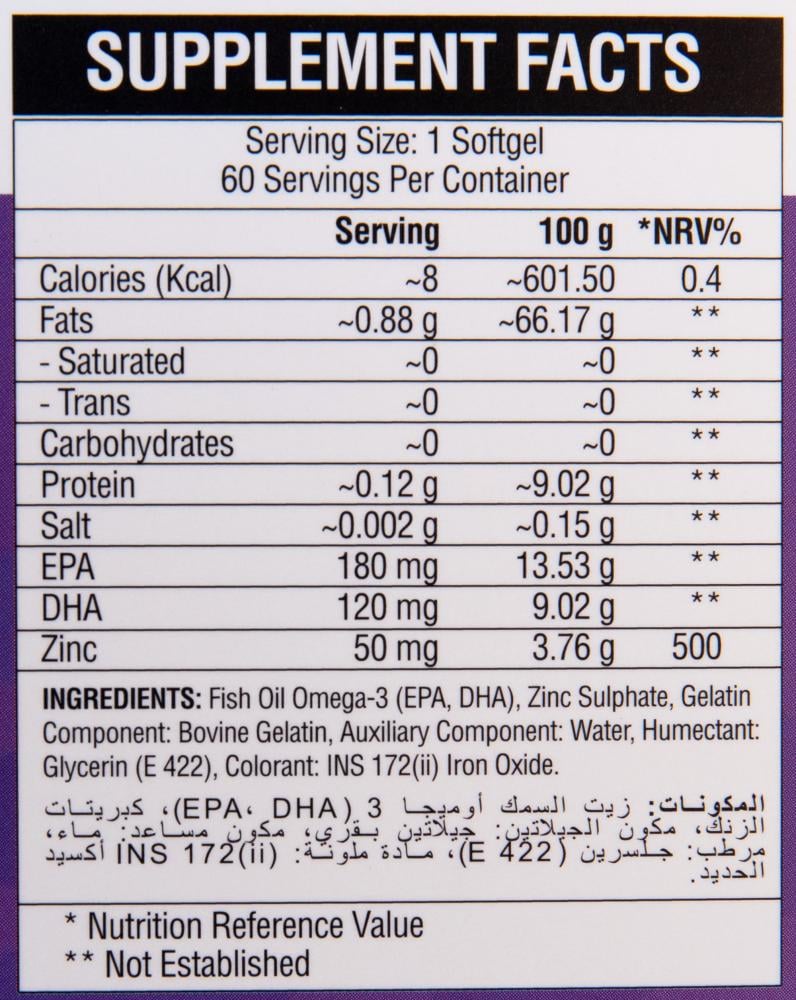 SUPPLEMENT FACTS
Serving Size: 1 Softgel
60 Servings Per Container
Serving 100 g *NRV%
Calories (Kcal) ~8 ~601.50 0.4
Fats ~0.88 g ~66.17 g **
- Saturated ~0 ~0 **
- Trans ~0 ~0 **
Carbohydrates ~0 ~0 **
Protein ~0.12 g ~9.02 g **
Salt ~0.002 g ~0.15 g **
EPA 180 mg 13.53 g **
DHA 120 mg 9.02 g **
Zinc 50 mg 3.76 g 500
INGREDIENTS: Fish Oil Omega-3 (EPA, DHA), Zinc Sulphate, Gelatin
Component: Bovine Gelatin, Auxiliary Component: Water, Humectant:
Glycerin (E 422), Colorant: INS 172(ii) Iron Oxide.
المكونات: زيت السمك أوميجا 3 (EPA، DHA)، كبريتات
الزنك، مكون الجيلاتين: جيلاتين بقري، مكون مساعد: ماء،
مرطب: جلسرين (E 422)، مادة ملونة: INS 172(ii) أكسيد
الحديد.
* Nutrition Reference Value
** Not Established